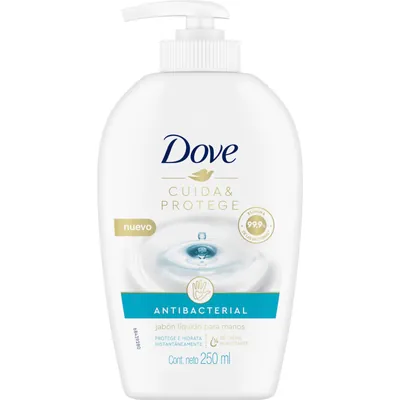 Dove
CUIDA &
PROTEGE
nuevo
99.9%
ANTIBACTERIAL
jabón líquido para manos
PROTEGE E HIDRATA
INSTANTÁNEAMENTE
Cont. neto 250 ml